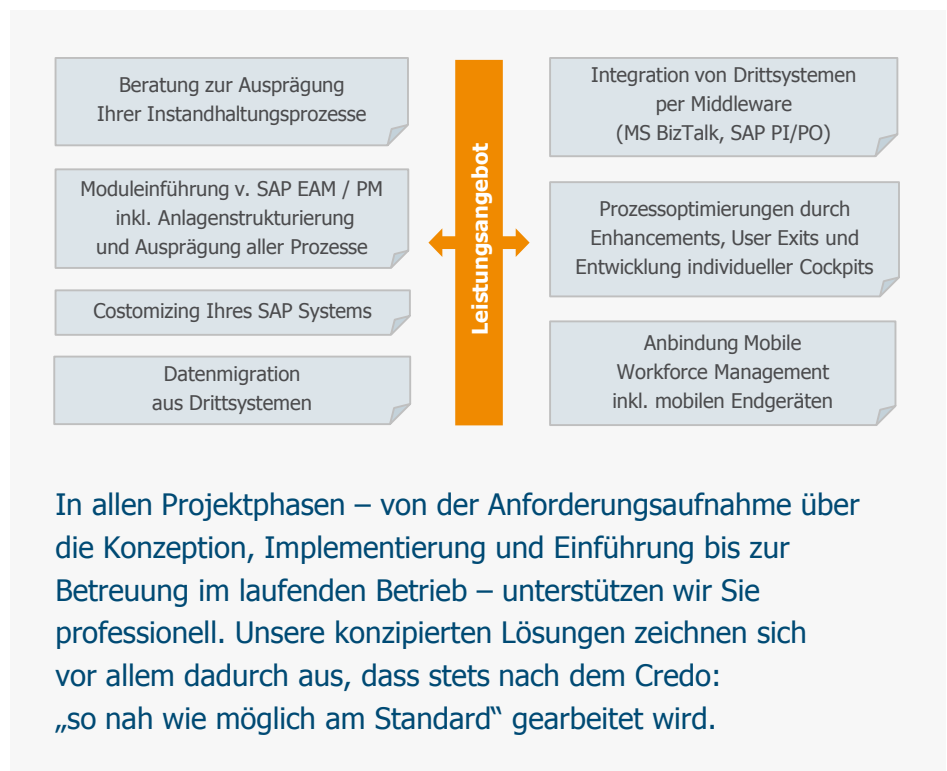 Beratung zur Ausprägung
Ihrer Instandhaltungsprozesse
Moduleinführung v. SAP EAM / PM
inkl. Anlagenstrukturierung
und Ausprägung aller Prozesse
Costomizing Ihres SAP Systems
Datenmigration
aus Drittsystemen
Leistungsangebot
Integration von Drittsystemen
per Middleware
(MS BizTalk, SAP PI/PO)
Prozessoptimierungen durch
Enhancements, User Exits und
Entwicklung individueller Cockpits
Anbindung Mobile
Workforce Management
inkl. mobilen Endgeräten
In allen Projektphasen – von der Anforderungsaufnahme über
die Konzeption, Implementierung und Einführung bis zur
Betreuung im laufenden Betrieb – unterstützen wir Sie
professionell. Unsere konzipierten Lösungen zeichnen sich
vor allem dadurch aus, dass stets nach dem Credo:
„so nah wie möglich am Standard“ gearbeitet wird.